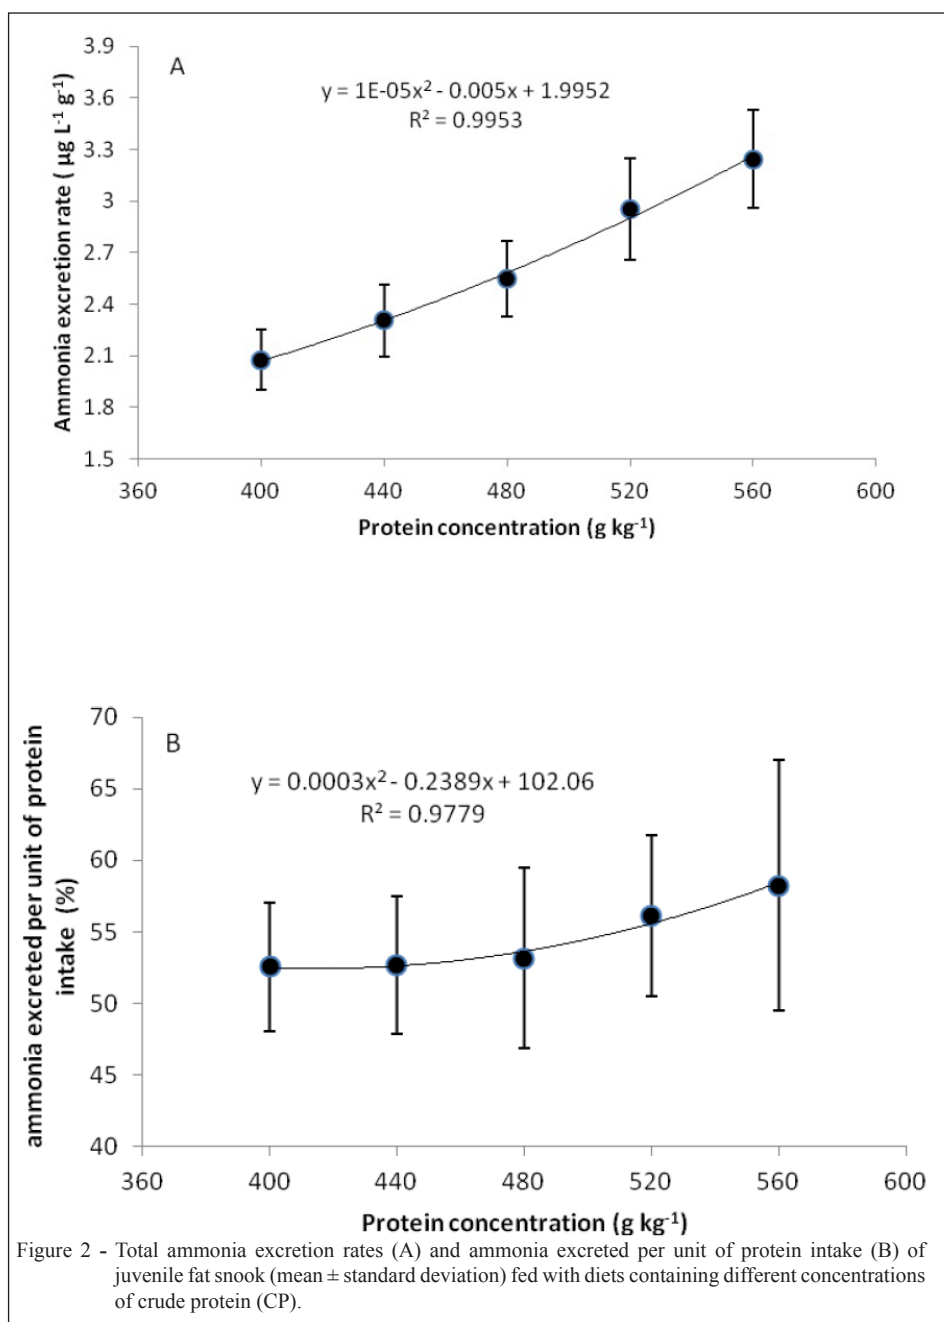 A
y = 1E-05x² - 0.005x + 1.9952
R² = 0.9953
Ammonia excretion rate ( µg L⁻¹ g⁻¹)
3.9
3.6
3.3
3
2.7
2.4
2.1
1.8
1.5
360 400 440 480 520 560 600
Protein concentration (g kg⁻¹)
B
y = 0.0003x² - 0.2389x + 102.06
R² = 0.9779
ammonia excreted per unit of protein
intake (%)
70
65
60
55
50
45
40
360 400 440 480 520 560 600
Protein concentration (g kg⁻¹)
Figure 2 - Total ammonia excretion rates (A) and ammonia excreted per unit of protein intake (B) of
juvenile fat snook (mean ± standard deviation) fed with diets containing different concentrations
of crude protein (CP).